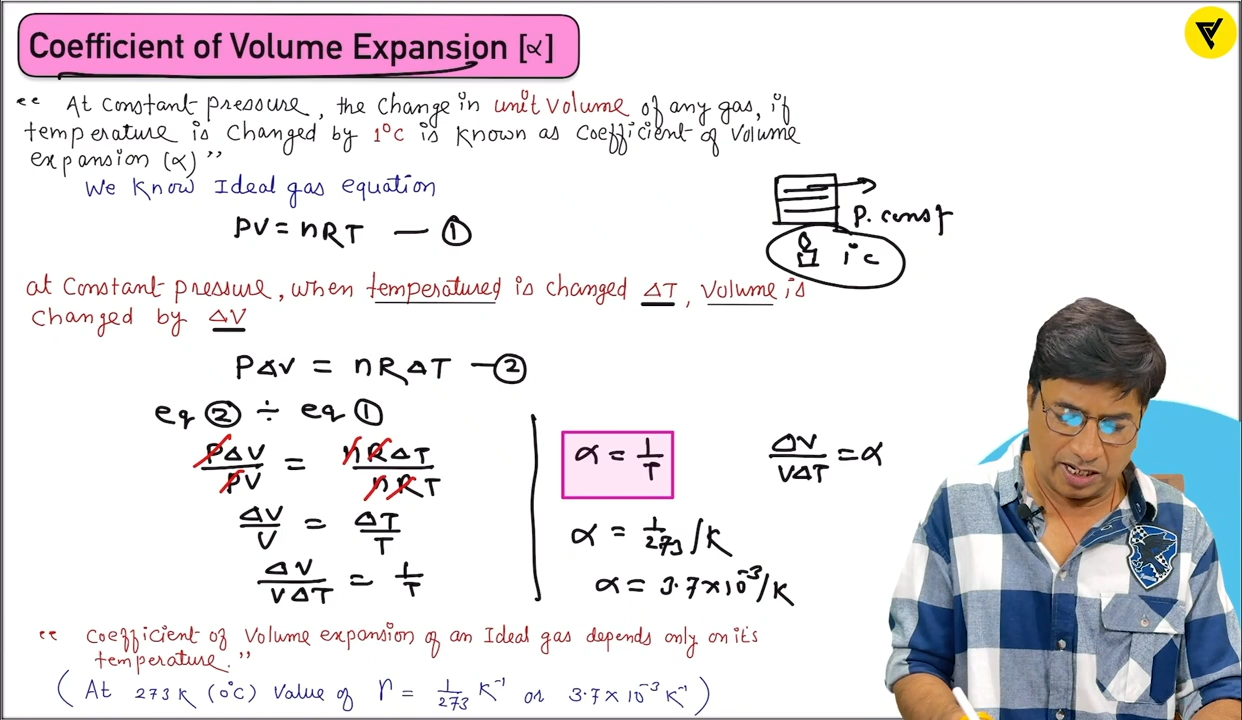 Coefficient of Volume Expansion [α]
“ At Constant pressure, the Change in unit volume of any gas, if
temperature is Changed by 1°C is Known as Coefficient of Volume
expansion (α) ”
We Know Ideal gas equation
PV = nRT — ①
P. const
1°C
at Constant pressure, when temperatured is changed ΔT, Volume is
Changed by ΔV
PΔV = nRΔT — ②
eq ② ÷ eq ①
PΔV/PV = nRΔT/nRT
ΔV/V = ΔT/T
ΔV/VΔT = 1/T
α = 1/T
ΔV/VΔT = α
α = 1/273 /K
α = 3.7×10⁻³/K
“ Coefficient of Volume expansion of an Ideal gas depends only on it's
temperature.”
( At 273K (0°C) Value of r = 1/273 K⁻¹ or 3.7×10⁻³ K⁻¹ )